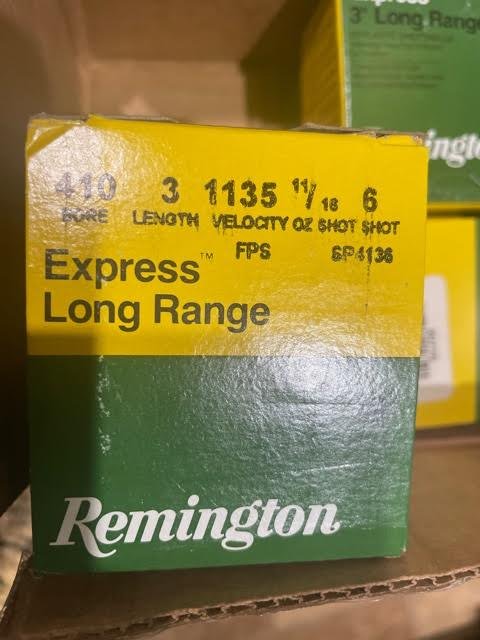 410 3 1135 11/16 6
BORE LENGTH VELOCITY OZ SHOT SHOT
FPS SP4136
Express™
Long Range
Remington
3" Long Range